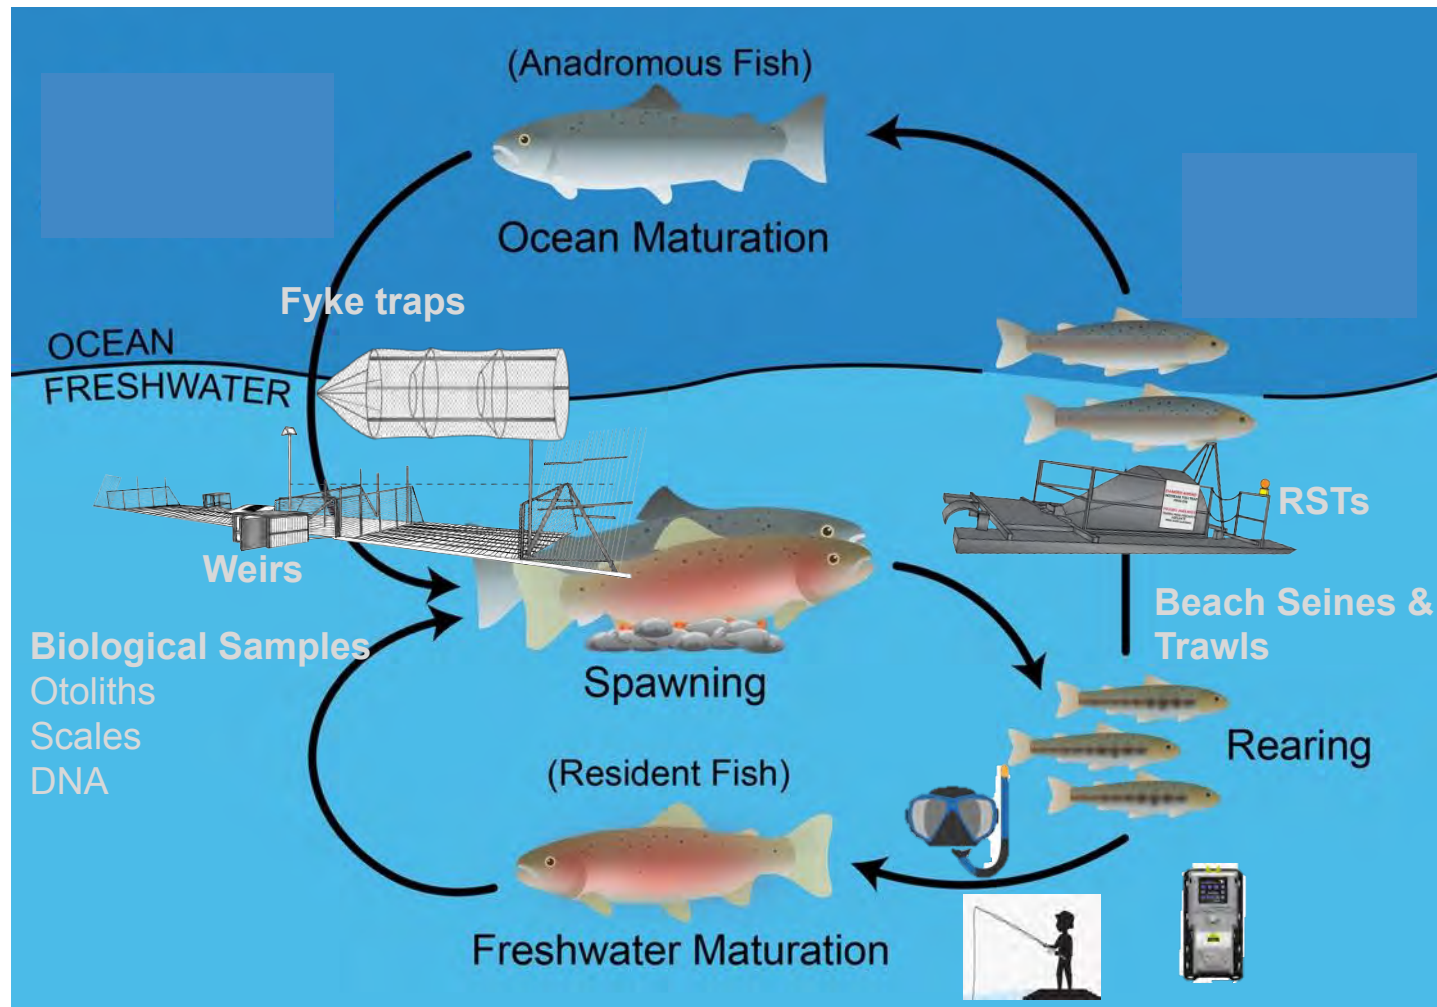 (Anadromous Fish)
Ocean Maturation
Fyke traps
OCEAN
FRESHWATER
RSTs
Weirs
Beach Seines &
Trawls
Biological Samples
Otoliths
Scales
DNA
Spawning
Rearing
(Resident Fish)
Freshwater Maturation